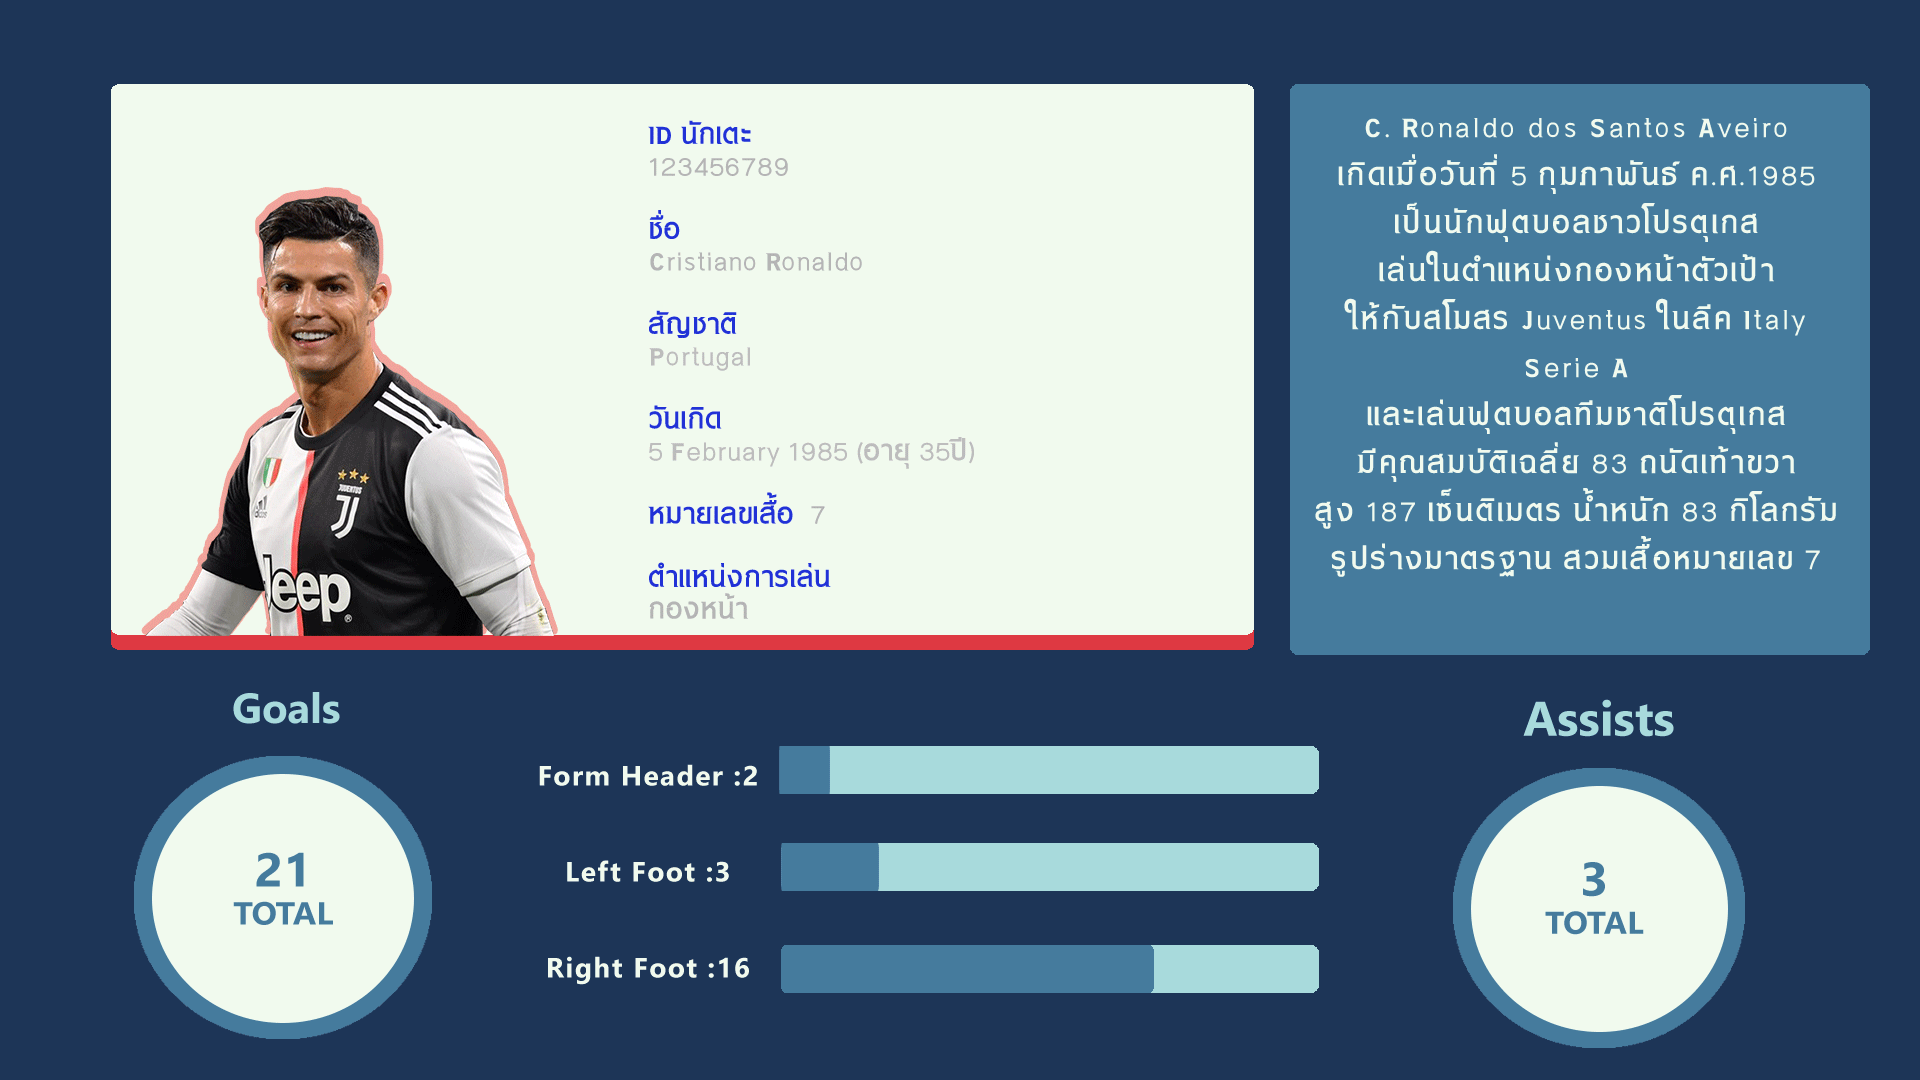 ID นักเตะ
123456789
ชื่อ
Cristiano Ronaldo
สัญชาติ
Portugal
วันเกิด
5 February 1985 (อายุ 35ปี)
หมายเลขเสื้อ 7
ตำแหน่งการเล่น
กองหน้า
JUVENTUS
Jeep
C. Ronaldo dos Santos Aveiro
เกิดเมื่อวันที่ 5 กุมภาพันธ์ ค.ศ.1985
เป็นนักฟุตบอลชาวโปรตุเกส
เล่นในตำแหน่งกองหน้าตัวเป้า
ให้กับสโมสร Juventus ในลีค Italy
Serie A
และเล่นฟุตบอลทีมชาติโปรตุเกส
มีคุณสมบัติเฉลี่ย 83 ถนัดเท้าขวา
สูง 187 เซ็นติเมตร น้ำหนัก 83 กิโลกรัม
รูปร่างมาตรฐาน สวมเสื้อหมายเลข 7
Goals
21
TOTAL
Form Header :2
Left Foot :3
Right Foot :16
Assists
3
TOTAL